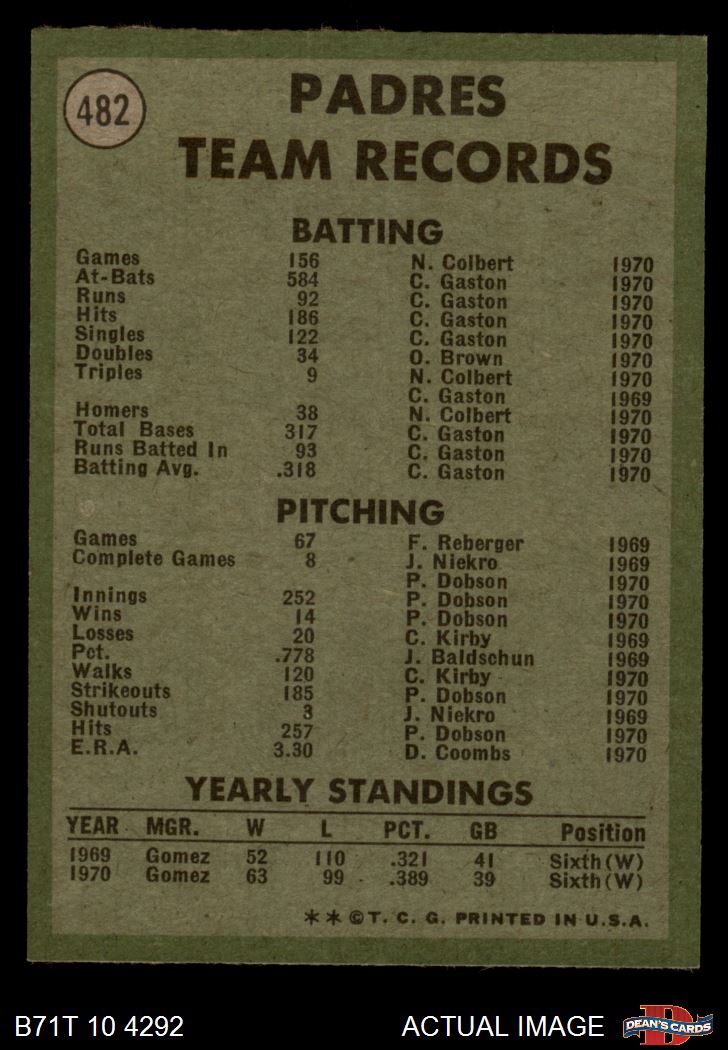 482
PADRES
TEAM RECORDS
BATTING
Games 156 N. Colbert 1970
At-Bats 584 C. Gaston 1970
Runs 92 C. Gaston 1970
Hits 186 C. Gaston 1970
Singles 122 C. Gaston 1970
Doubles 34 O. Brown 1970
Triples 9 N. Colbert 1970
C. Gaston 1969
Homers 38 N. Colbert 1970
Total Bases 317 C. Gaston 1970
Runs Batted In 93 C. Gaston 1970
Batting Avg. .318 C. Gaston 1970
PITCHING
Games 67 F. Reberger 1969
Complete Games 8 J. Niekro 1969
P. Dobson 1970
Innings 252 P. Dobson 1970
Wins 14 P. Dobson 1970
Losses 20 C. Kirby 1969
Pct. .778 J. Baldschun 1969
Walks 120 C. Kirby 1970
Strikeouts 185 P. Dobson 1970
Shutouts 3 J. Niekro 1969
Hits 257 P. Dobson 1970
E.R.A. 3.30 D. Coombs 1970
YEARLY STANDINGS
YEAR MGR. W L PCT. GB Position
1969 Gomez 52 110 .321 41 Sixth (W)
1970 Gomez 63 99 .389 39 Sixth (W)
** © T. C. G. PRINTED IN U.S.A.
B71T 10 4292 ACTUAL IMAGE D DEAN'S CARDS